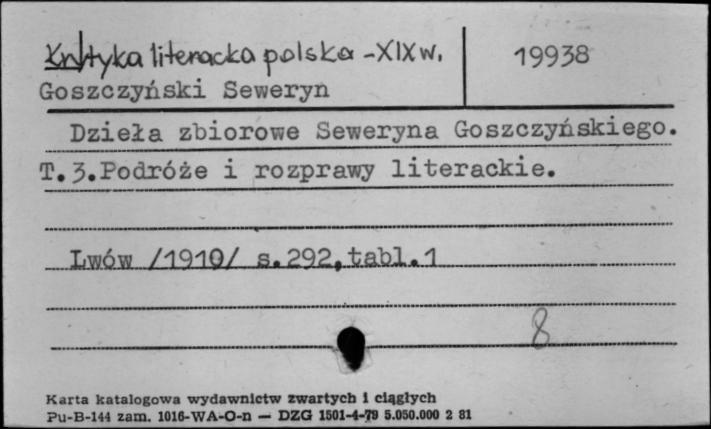 Krytyka literacka polska -XIX w. 19938
Goszczyński Seweryn
Dzieła zbiorowe Seweryna Goszczyńskiego.
T.3.Podróże i rozprawy literackie.
Lwów /1910/ s.292,tabl.1
8
Karta katalogowa wydawnictw zwartych i ciągłych
Pu-B-144 zam. 1016-WA-O-n — DZG 1501-4-79 5.050.000 2 81